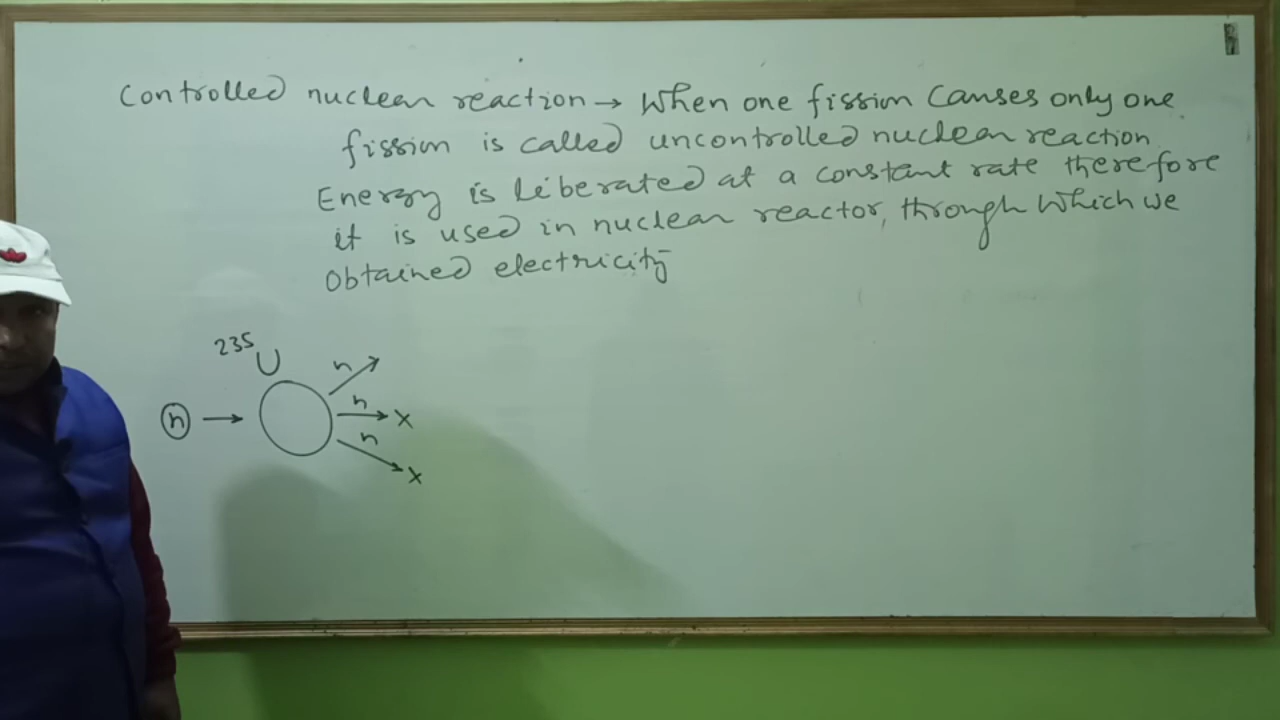 Controlled nuclear reaction → When one fission causes only one
fission is called uncontrolled nuclear reaction
Energy is liberated at a constant rate therefore
it is used in nuclear reactor, through which we
obtained electricity
235
U
n
n → 
n
n
x
x